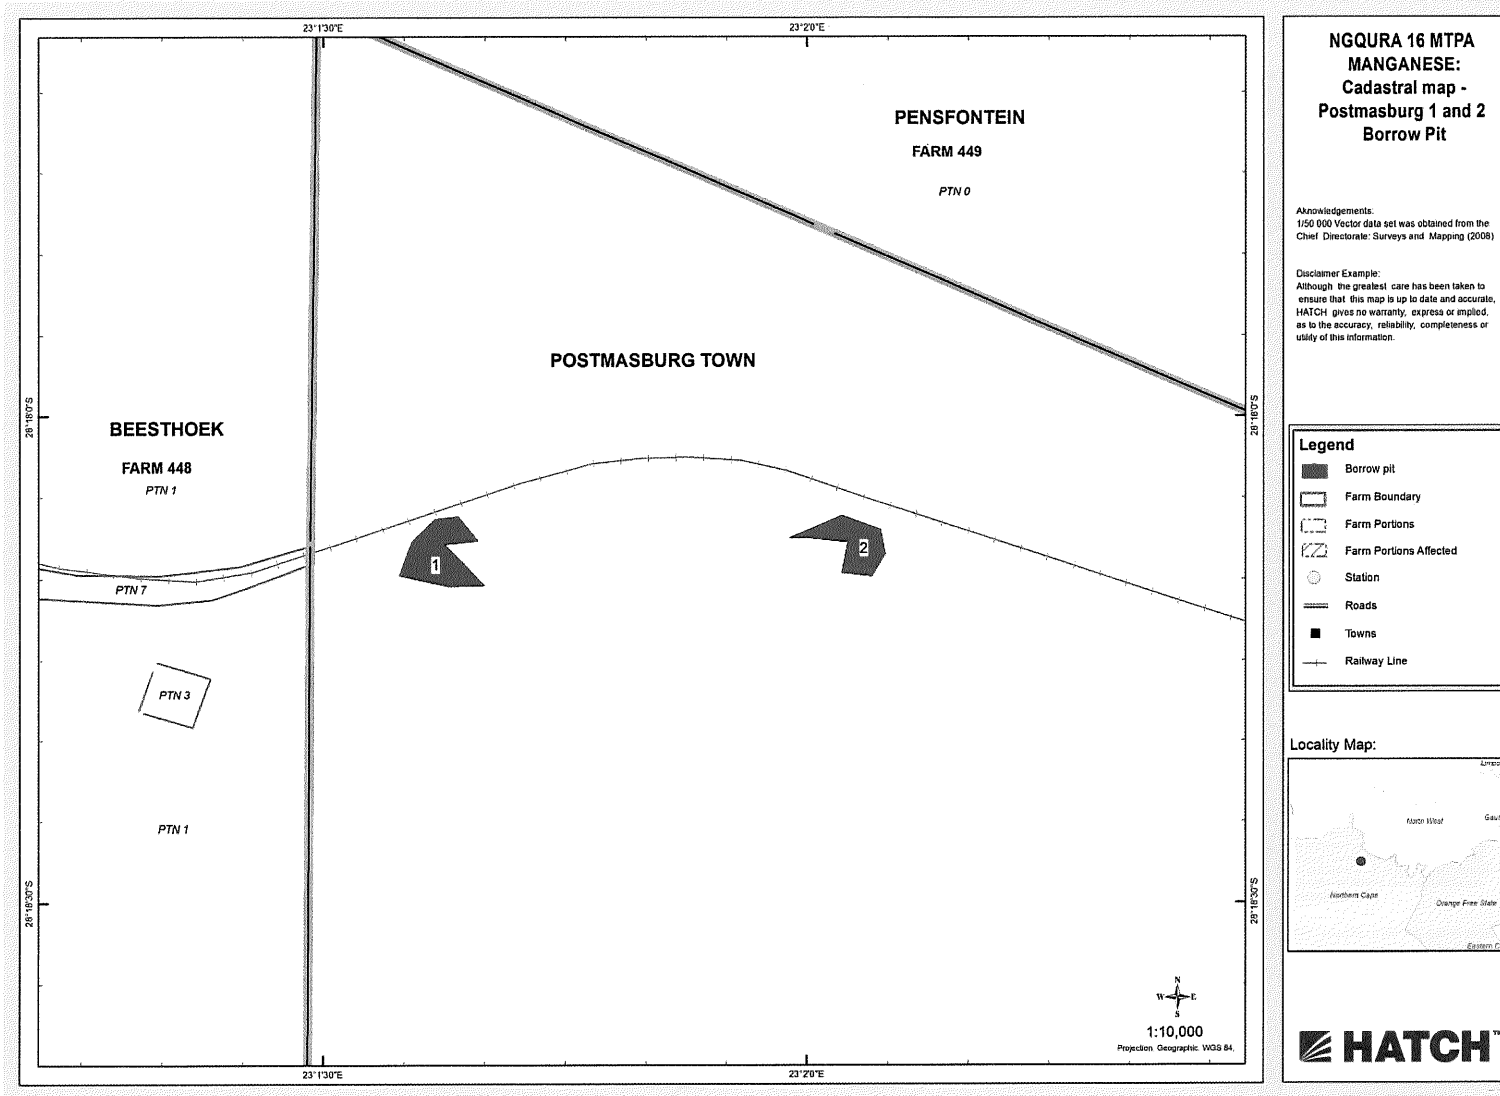 23°1'30"E
23°2'0"E
PENSFONTEIN
FARM 449
PTN 0
POSTMASBURG TOWN
28°18'0"S
28°18'0"S
BEESTHOEK
FARM 448
PTN 1
1
2
PTN 7
PTN 3
PTN 1
28°18'30"S
28°18'30"S
N
W E
S
1:10,000
Projection Geographic WGS 84,
23°1'30"E
23°2'0"E
NGQURA 16 MTPA
MANGANESE:
Cadastral map -
Postmasburg 1 and 2
Borrow Pit
Aknowledgements:
1/50 000 Vector data set was obtained from the
Chief Directorate: Surveys and Mapping (2006)
Disclaimer Example:
Although the greatest care has been taken to
ensure that this map is up to date and accurate,
HATCH gives no warranty, express or implied,
as to the accuracy, reliability, completeness or
utility of this information.
Legend
Borrow pit
Farm Boundary
Farm Portions
Farm Portions Affected
Station
Roads
Towns
Railway Line
Locality Map:
Limpo
North West
Gaut
Northern Cape
Orange Free State
Eastern C
HATCH™